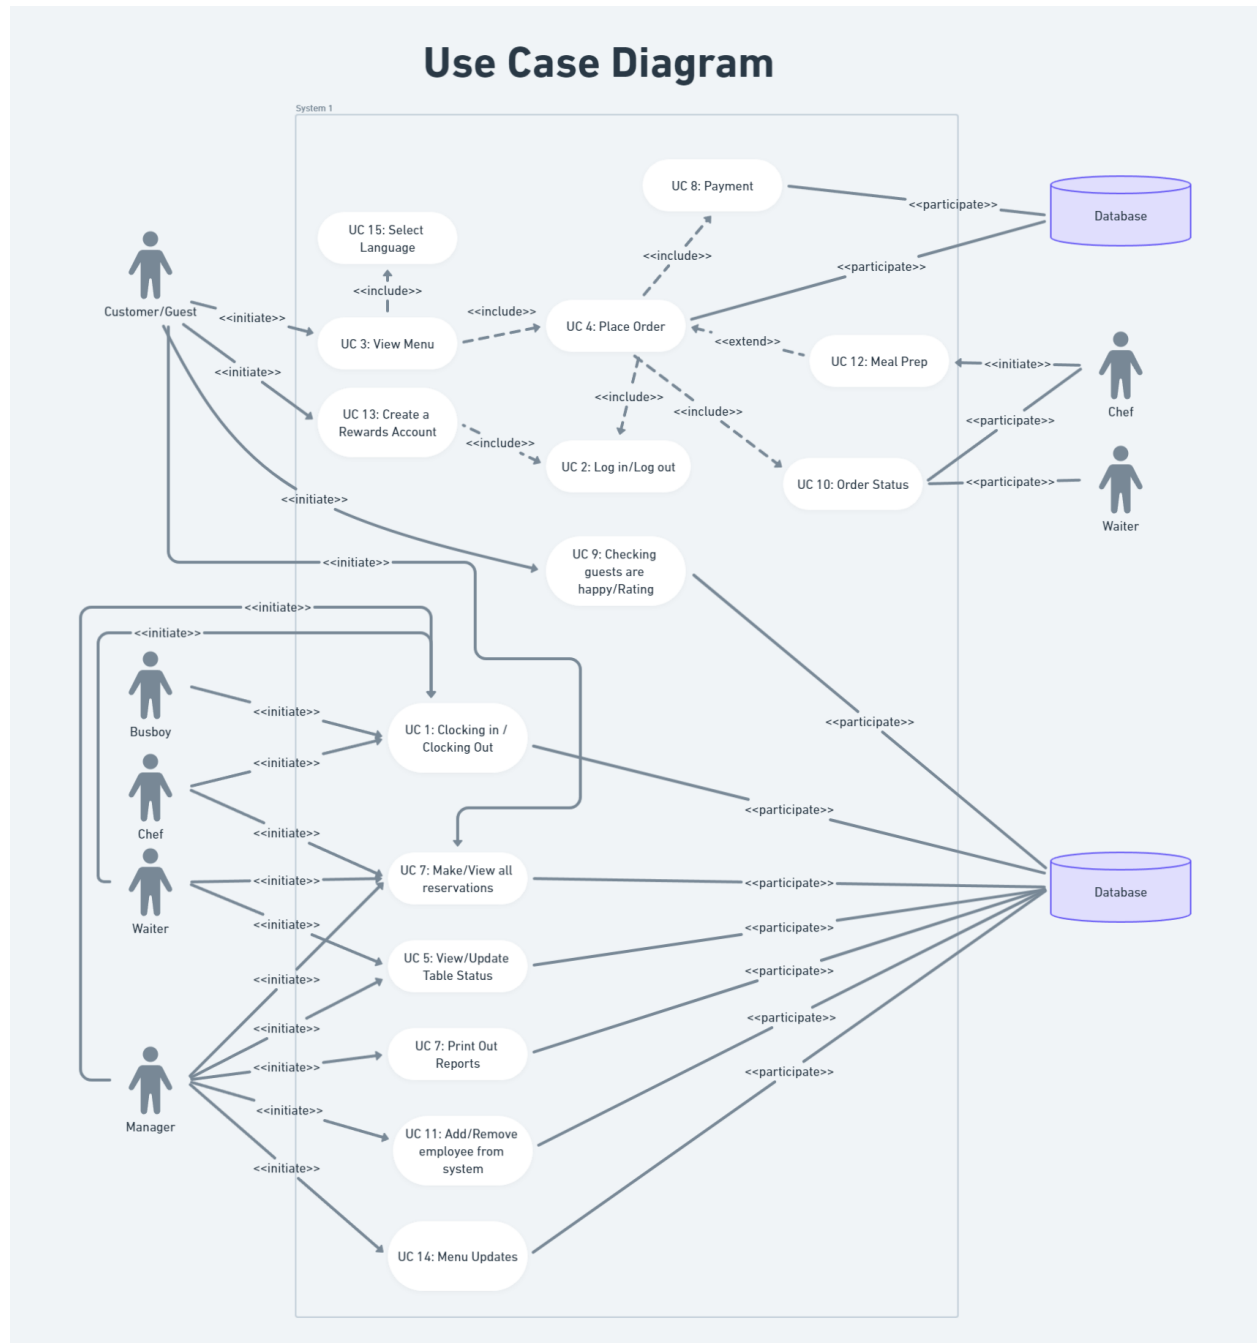 Use Case Diagram
System 1
UC 8: Payment
<<participate>>
Database
UC 15: Select
Language
<<include>>
<<include>>
<<participate>>
Customer/Guest
<<initiate>>
<<include>>
UC 4: Place Order
UC 3: View Menu
<<extend>>
UC 12: Meal Prep
<<initiate>>
Chef
<<initiate>>
<<include>>
<<include>>
UC 13: Create a
Rewards Account
<<include>>
<<participate>>
UC 2: Log in/Log out
UC 10: Order Status
<<participate>>
Waiter
<<initiate>>
<<initiate>>
UC 9: Checking
guests are
happy/Rating
<<initiate>>
<<initiate>>
Busboy
<<initiate>>
<<participate>>
UC 1: Clocking in /
Clocking Out
<<initiate>>
<<participate>>
Chef
<<initiate>>
UC 7: Make/View all
reservations
<<initiate>>
<<participate>>
Database
Waiter
<<initiate>>
<<participate>>
UC 5: View/Update
Table Status
<<initiate>>
<<participate>>
<<initiate>>
<<participate>>
UC 7: Print Out
Reports
<<initiate>>
<<participate>>
Manager
<<initiate>>
UC 11: Add/Remove
employee from
system
<<initiate>>
UC 14: Menu Updates